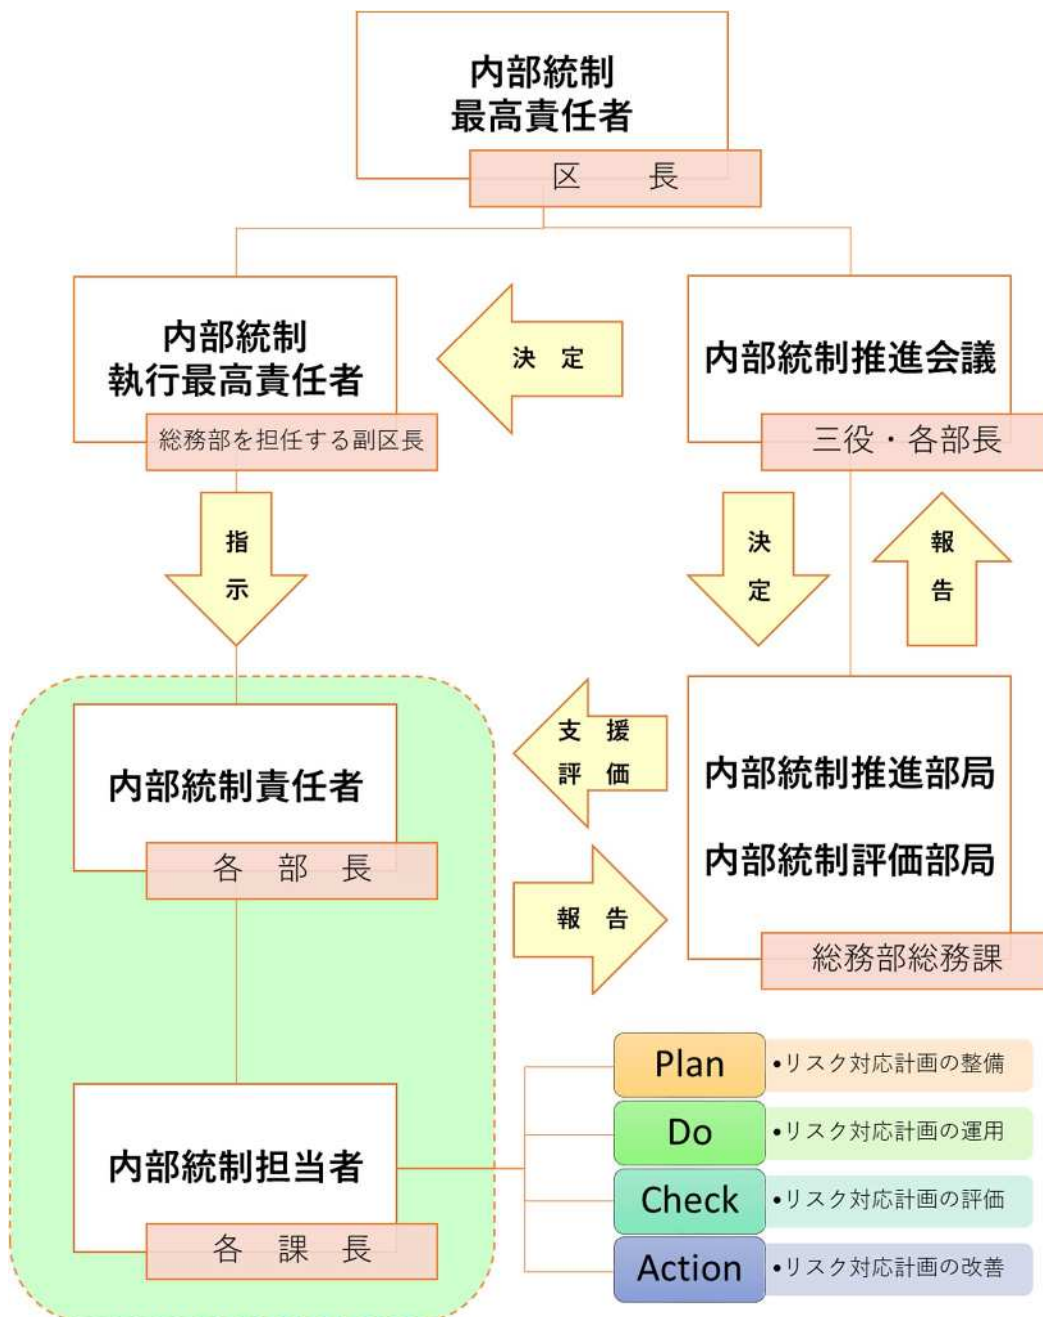 内部統制
最高責任者
区　　長
内部統制
執行最高責任者
総務部を担任する副区長
決　定
内部統制推進会議
三役・各部長
指
示
決
定
報
告
内部統制責任者
各　部　長
支　援
評　価
報　告
内部統制推進部局
内部統制評価部局
総務部総務課
内部統制担当者
各　課　長
Plan
•リスク対応計画の整備
Do
•リスク対応計画の運用
Check
•リスク対応計画の評価
Action
•リスク対応計画の改善